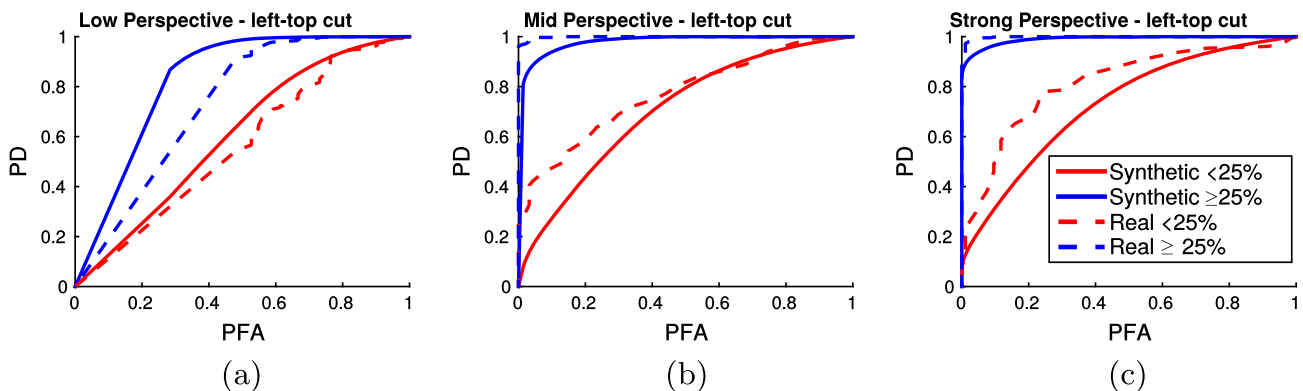 Low Perspective - left-top cut
1
0.8
0.6
0.4
0.2
0
PD
0
0.2
0.4
0.6
0.8
1
PFA
(a)
Mid Perspective - left-top cut
1
0.8
0.6
0.4
0.2
0
PD
0
0.2
0.4
0.6
0.8
1
PFA
(b)
Strong Perspective - left-top cut
1
0.8
0.6
0.4
0.2
0
PD
Synthetic <25%
Synthetic ≥25%
Real <25%
Real ≥ 25%
0
0.2
0.4
0.6
0.8
1
PFA
(c)